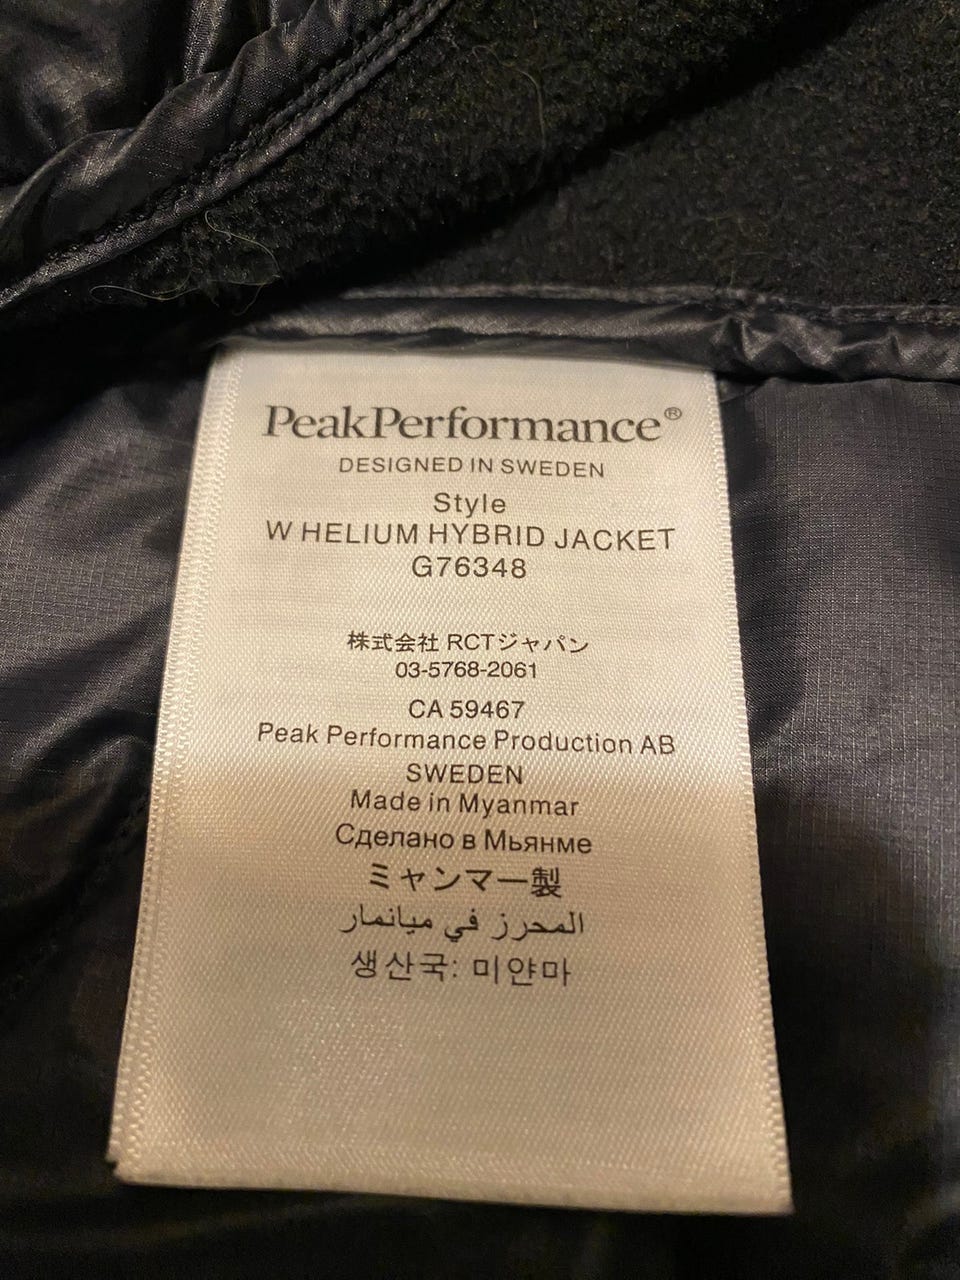 PeakPerformance®
DESIGNED IN SWEDEN
Style
W HELIUM HYBRID JACKET
G76348
株式会社 RCTジャパン
03-5768-2061
CA 59467
Peak Performance Production AB
SWEDEN
Made in Myanmar
Сделано в Мьянме
ミャンマー製
المحرز في ميانمار
생산국: 미얀마